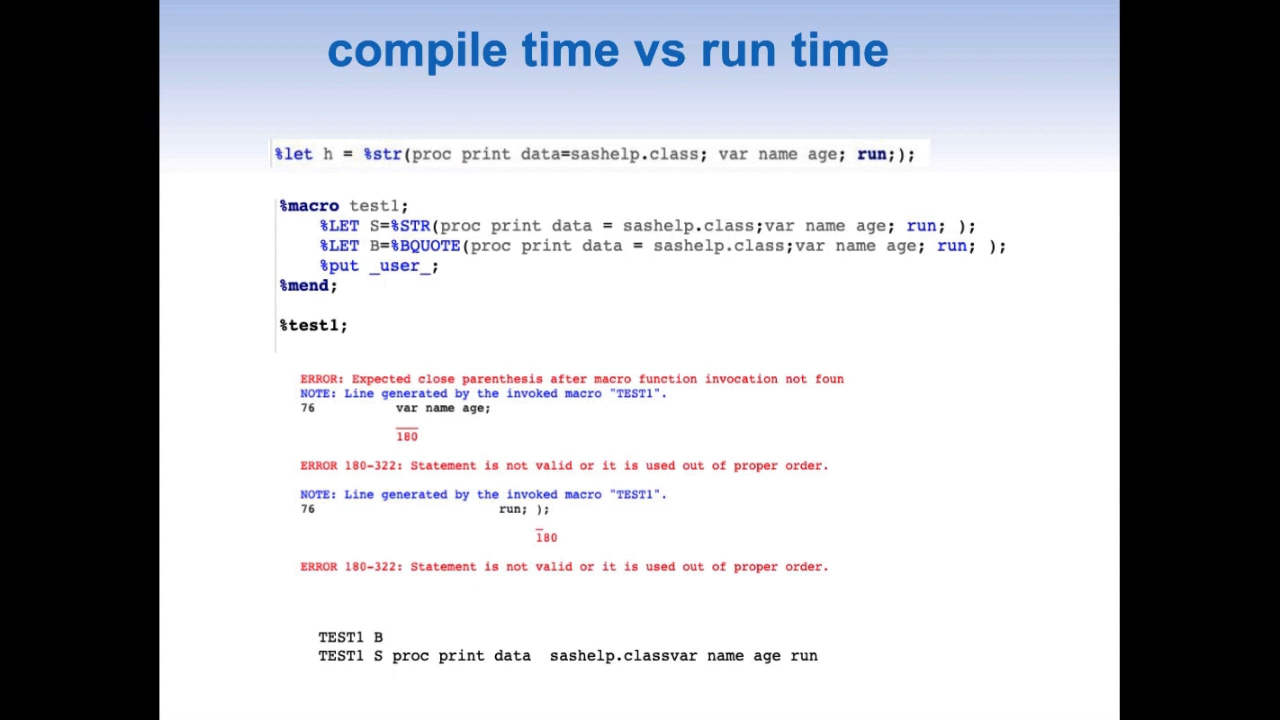 compile time vs run time
%let h = %str(proc print data=sashelp.class; var name age; run;);
%macro test1;
%LET S=%STR(proc print data = sashelp.class;var name age; run; );
%LET B=%BQUOTE(proc print data = sashelp.class;var name age; run; );
%put _user_;
%mend;
%test1;
ERROR: Expected close parenthesis after macro function invocation not foun
NOTE: Line generated by the invoked macro "TEST1".
76 var name age;
180
ERROR 180-322: Statement is not valid or it is used out of proper order.
NOTE: Line generated by the invoked macro "TEST1".
76 run; );
180
ERROR 180-322: Statement is not valid or it is used out of proper order.
TEST1 B
TEST1 S proc print data sashelp.classvar name age run